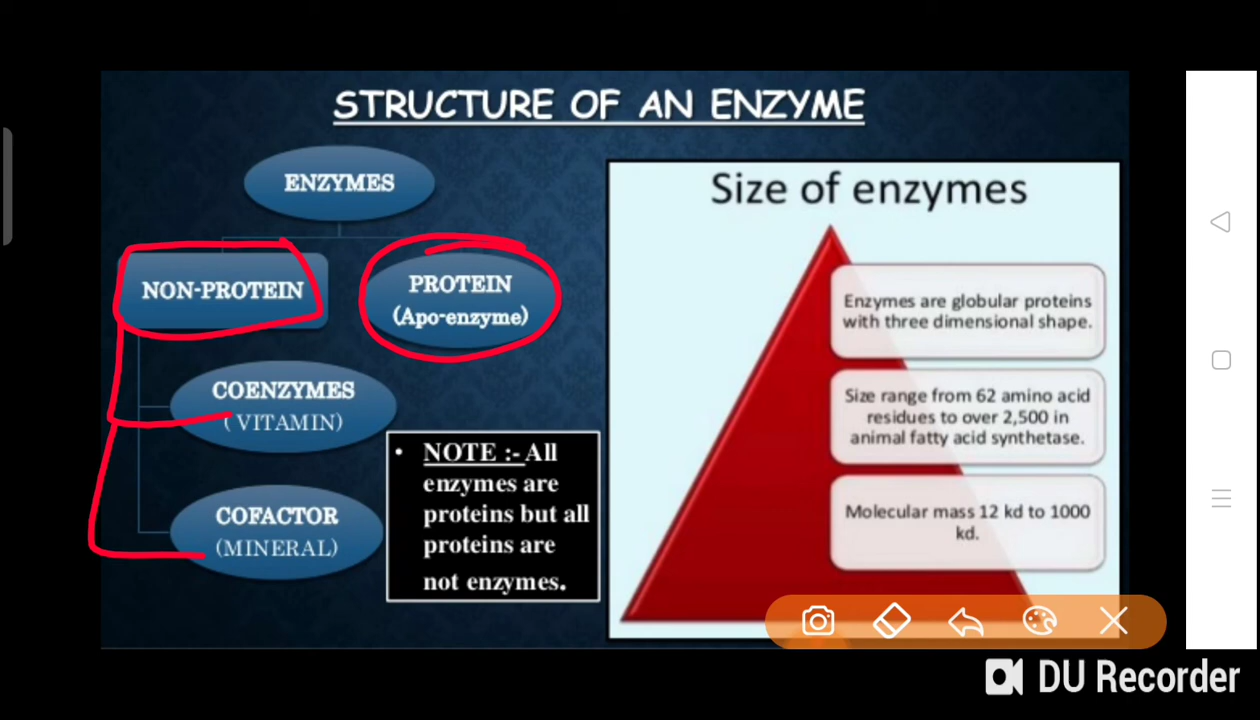 STRUCTURE OF AN ENZYME
ENZYMES
NON-PROTEIN
PROTEIN
(Apo-enzyme)
COENZYMES
(VITAMIN)
COFACTOR
(MINERAL)
• NOTE :- All
enzymes are
proteins but all
proteins are
not enzymes.
Size of enzymes
Enzymes are globular proteins
with three dimensional shape.
Size range from 62 amino acid
residues to over 2,500 in
animal fatty acid synthetase.
Molecular mass 12 kd to 1000
kd.
DU Recorder